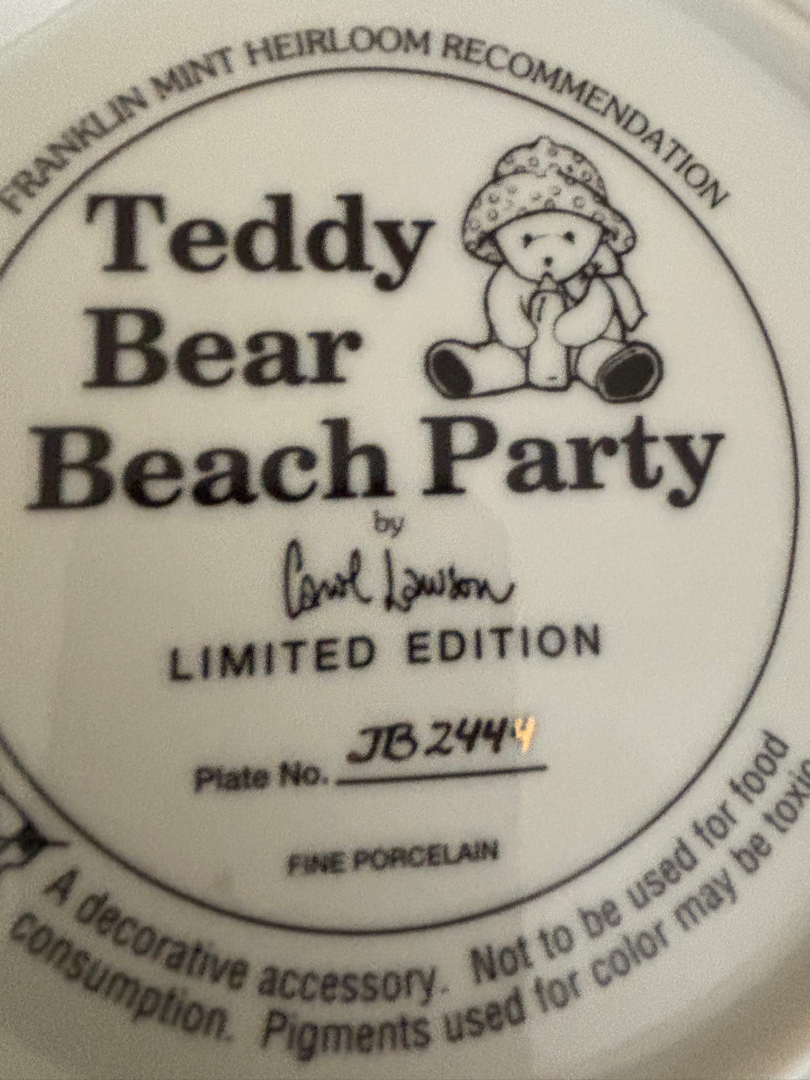 FRANKLIN MINT HEIRLOOM RECOMMENDATION
Teddy
Bear
Beach Party
by
Carol Lawson
LIMITED EDITION
Plate No. JB2444
FINE PORCELAIN
A decorative accessory. Not to be used for food
consumption. Pigments used for color may be toxic